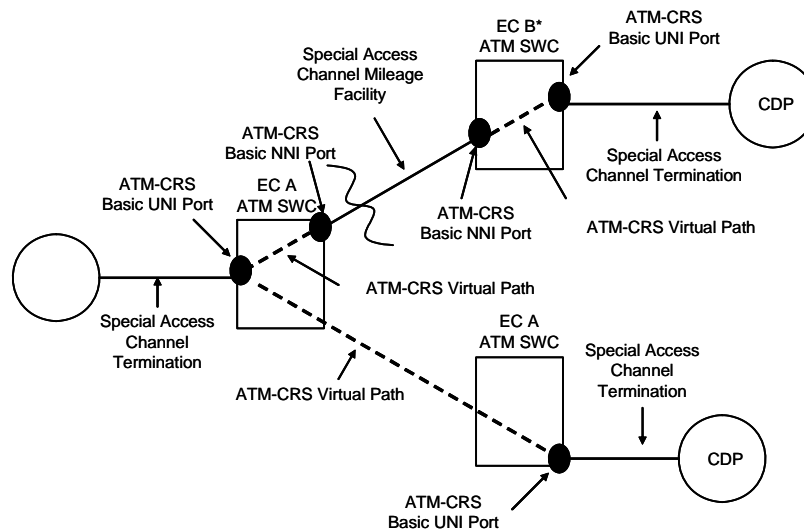 EC B*
ATM SWC
ATM-CRS
Basic UNI Port
Special Access
Channel Mileage
Facility
CDP
ATM-CRS
Basic NNI Port
Special Access
Channel Termination
ATM-CRS
Basic UNI Port
EC A
ATM SWC
ATM-CRS
Basic NNI Port
ATM-CRS Virtual Path
ATM-CRS Virtual Path
Special Access
Channel
Termination
EC A
ATM SWC
Special Access
Channel
Termination
ATM-CRS Virtual Path
CDP
ATM-CRS
Basic UNI Port